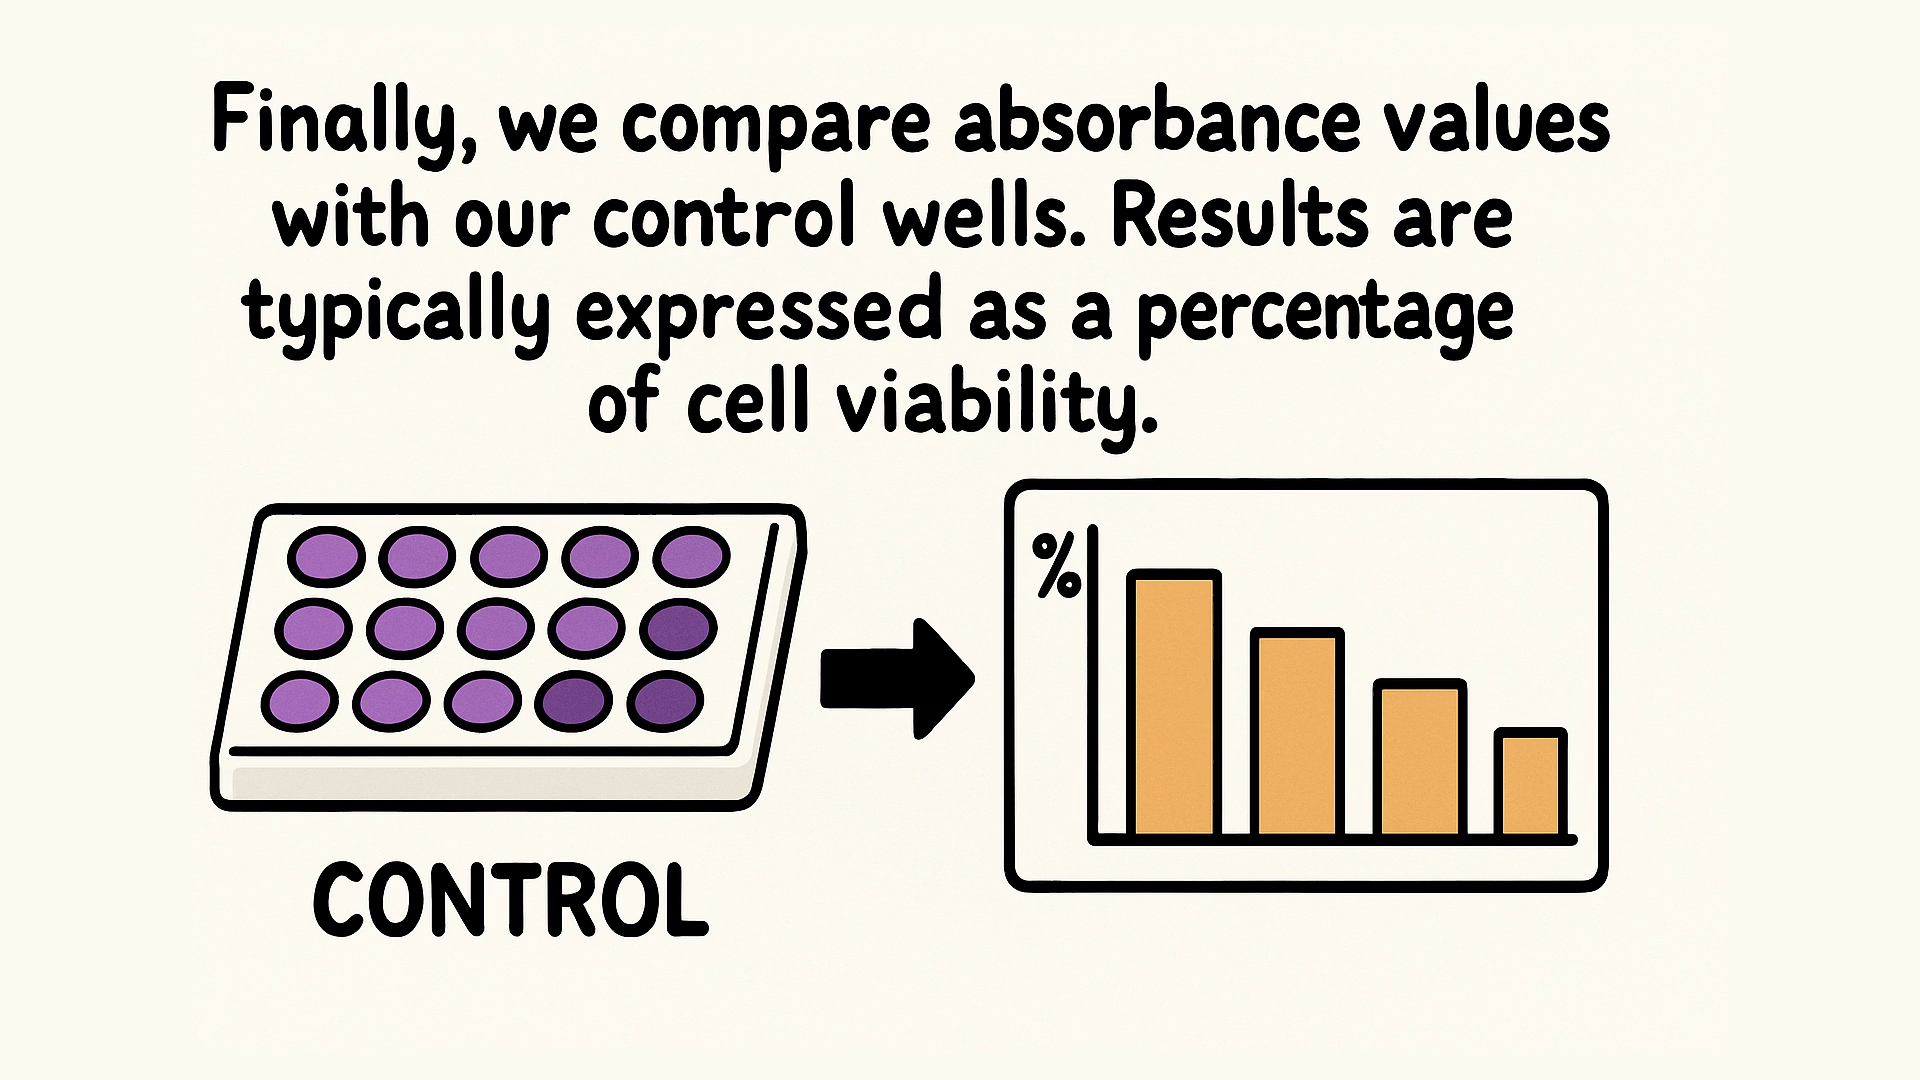 Finally, we compare absorbance values
with our control wells. Results are
typically expressed as a percentage
of cell viability.
%
CONTROL